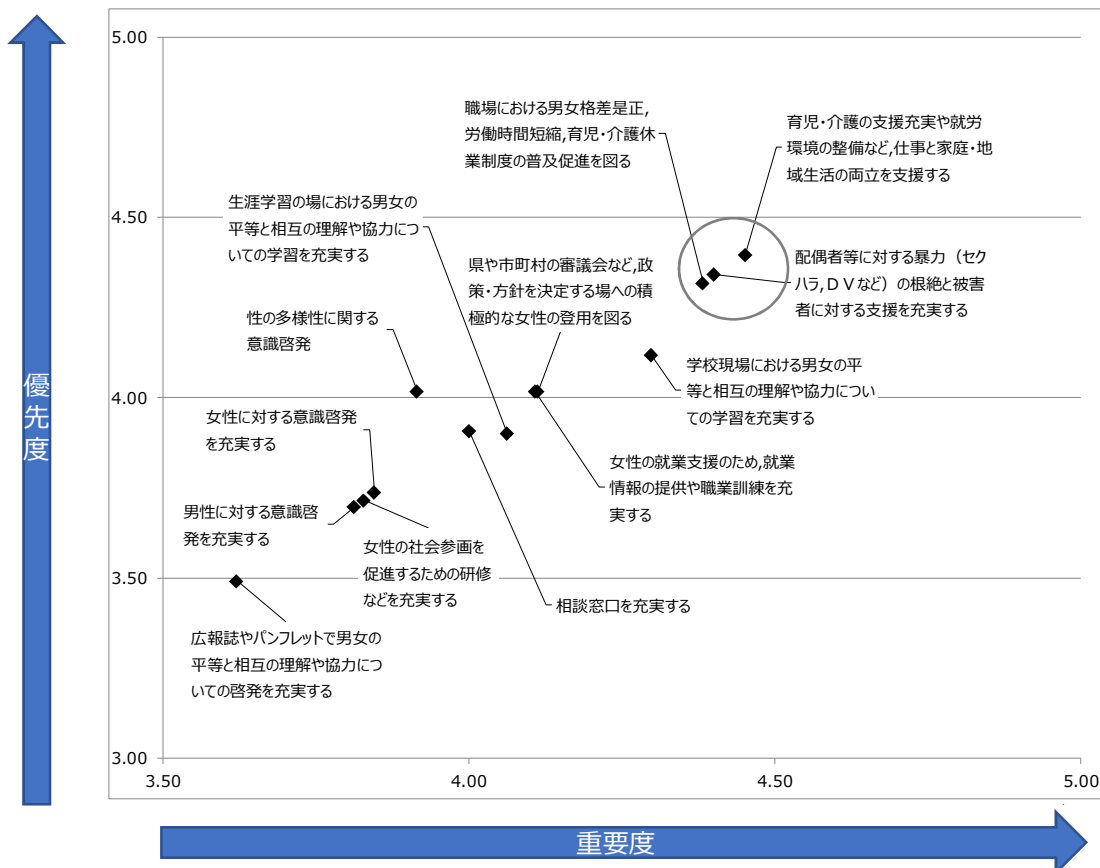 優先度
5.00
4.50
4.00
3.50
3.00
3.50
4.00
4.50
5.00
重要度
職場における男女格差是正,
労働時間短縮,育児・介護休
業制度の普及促進を図る
育児・介護の支援充実や就労
環境の整備など,仕事と家庭・地
域生活の両立を支援する
生涯学習の場における男女の
平等と相互の理解や協力につ
いての学習を充実する
県や市町村の審議会など,政
策・方針を決定する場への積
極的な女性の登用を図る
配偶者等に対する暴力（セク
ハラ,ＤＶなど）の根絶と被害
者に対する支援を充実する
性の多様性に関する
意識啓発
学校現場における男女の平
等と相互の理解や協力につい
ての学習を充実する
女性に対する意識啓発
を充実する
女性の就業支援のため,就業
情報の提供や職業訓練を充
実する
男性に対する意識啓
発を充実する
女性の社会参画を
促進するための研修
などを充実する
相談窓口を充実する
広報誌やパンフレットで男女の
平等と相互の理解や協力につ
いての啓発を充実する